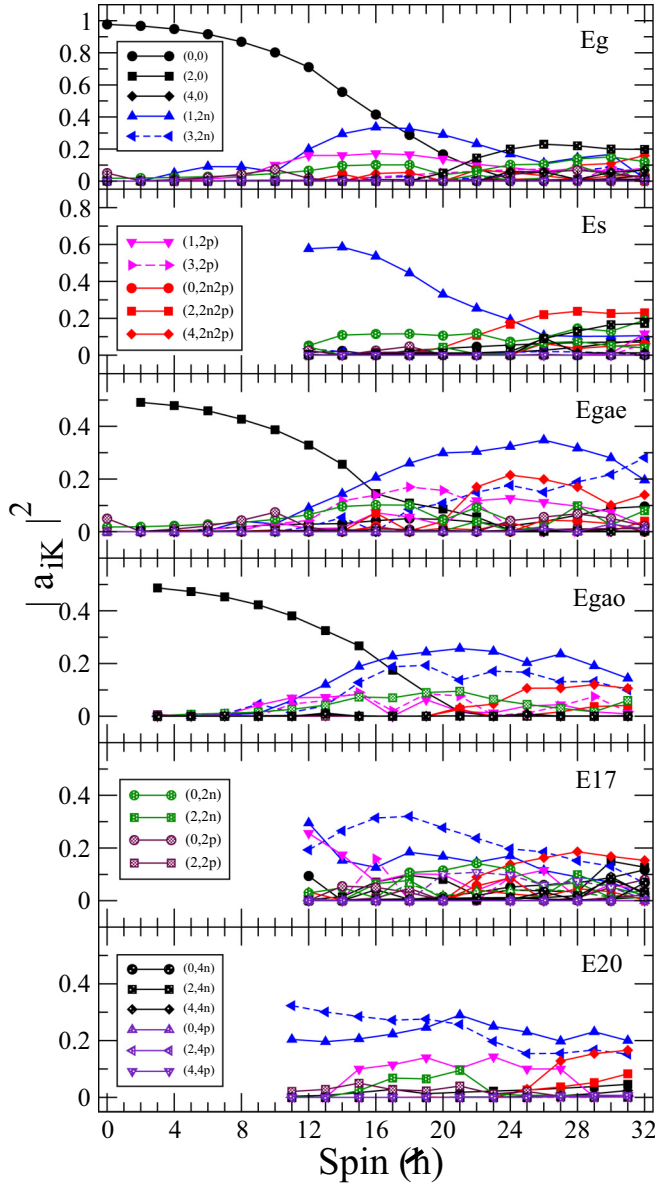 Eg
1
0.8
0.6
0.4
0.2
0
(0,0)
(2,0)
(4,0)
(1,2n)
(3,2n)
Es
0.8
0.6
0.4
0.2
0
(1,2p)
(3,2p)
(0,2n2p)
(2,2n2p)
(4,2n2p)
Egae
0.4
0.2
0
| a_{iK} |²
Egao
0.4
0.2
0
E17
0.4
0.2
0
(0,2n)
(2,2n)
(0,2p)
(2,2p)
E20
0.4
0.2
0
(0,4n)
(2,4n)
(4,4n)
(0,4p)
(2,4p)
(4,4p)
0 4 8 12 16 20 24 28 32
Spin (ℏ)